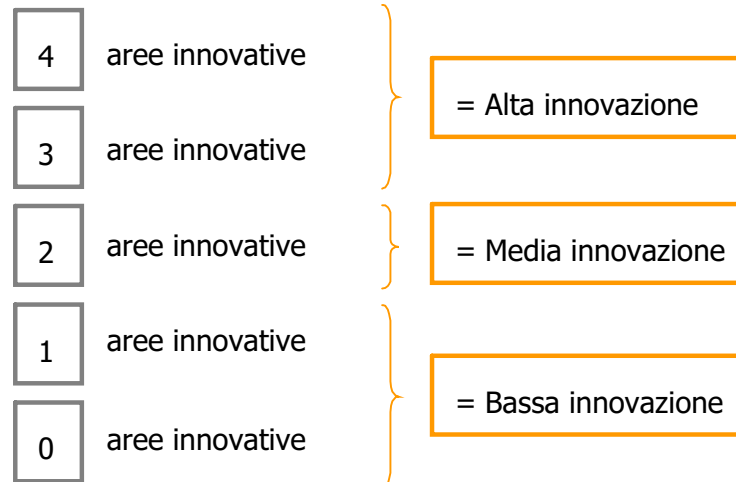 4 aree innovative
= Alta innovazione
3 aree innovative
2 aree innovative
= Media innovazione
1 aree innovative
= Bassa innovazione
0 aree innovative